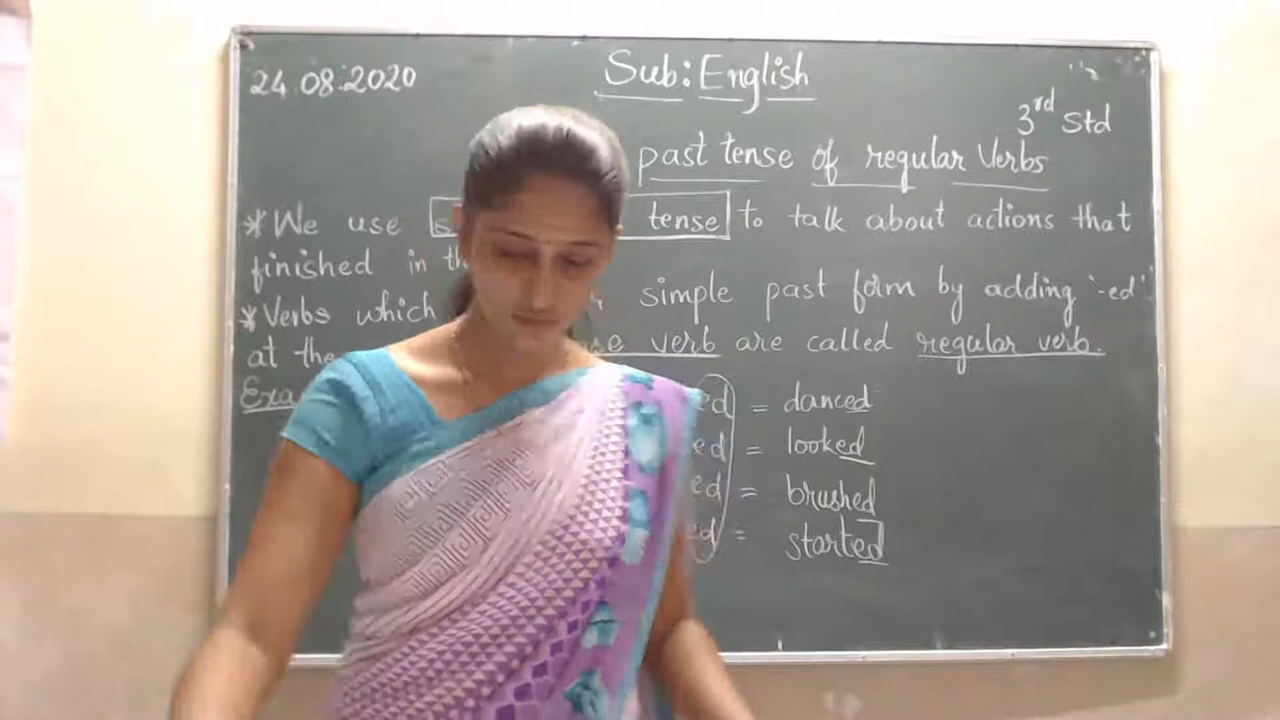 24.08.2020
Sub: English
3rd Std
past tense of regular Verbs
*We use tense to talk about actions that
finished in
*Verbs which simple past form by adding '-ed'
at the verb are called regular verb.
ed = danced
ed = looked
ed = brushed
ed = started